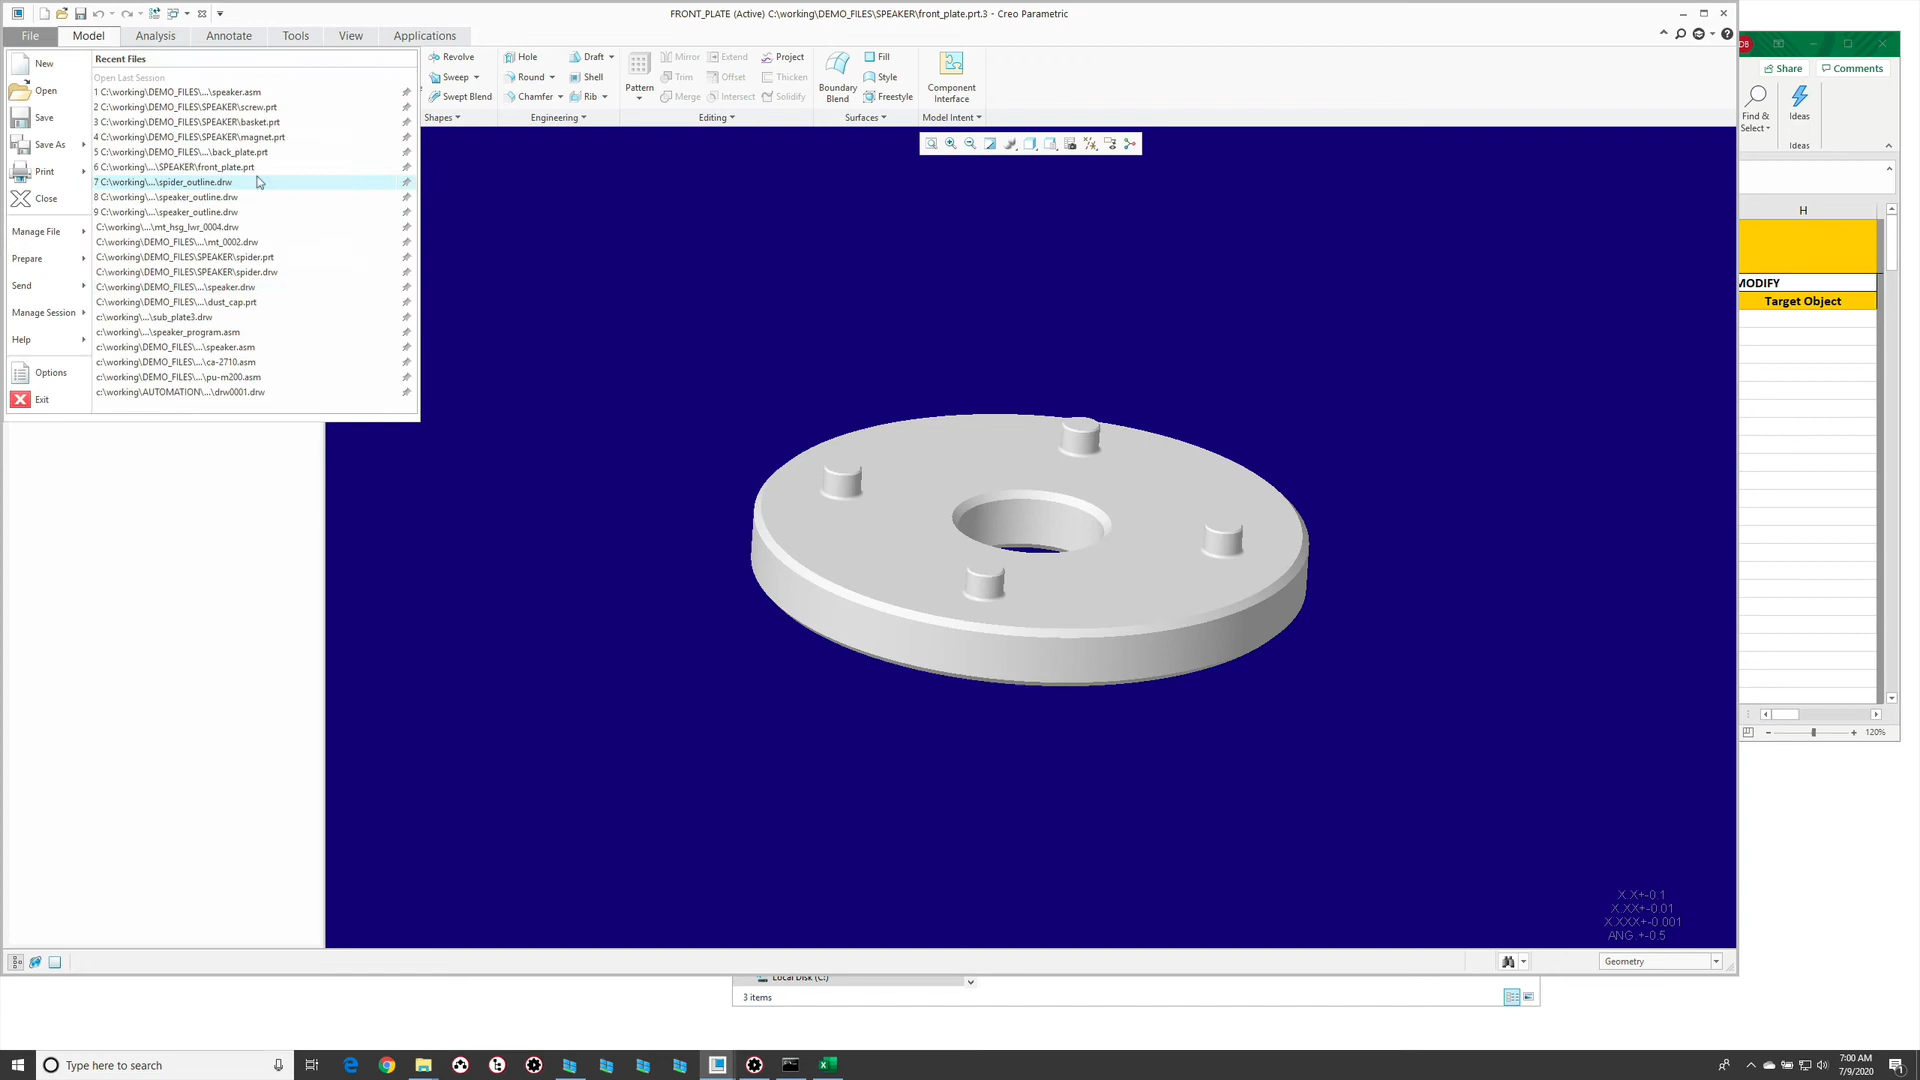 FRONT_PLATE (Active) C:\working\DEMO_FILES\SPEAKER\front_plate.prt.3 - Creo Parametric
File
Model
Analysis
Annotate
Tools
View
Applications
New
Open
Save
Save As
Print
Close
Manage File
Prepare
Send
Manage Session
Help
Options
Exit
Recent Files
Open Last Session
1 C:\working\DEMO_FILES\...\speaker.asm
2 C:\working\DEMO_FILES\SPEAKER\screw.prt
3 C:\working\DEMO_FILES\SPEAKER\basket.prt
4 C:\working\DEMO_FILES\SPEAKER\magnet.prt
5 C:\working\DEMO_FILES\...\back_plate.prt
6 C:\working\...\SPEAKER\front_plate.prt
7 C:\working\...\spider_outline.drw
8 C:\working\...\speaker_outline.drw
9 C:\working\...\speaker_outline.drw
C:\working\...\mt_hsg_lwr_0004.drw
C:\working\DEMO_FILES\...\mt_0002.drw
C:\working\DEMO_FILES\SPEAKER\spider.prt
C:\working\DEMO_FILES\SPEAKER\spider.drw
C:\working\DEMO_FILES\...\speaker.drw
C:\working\DEMO_FILES\...\dust_cap.prt
c:\working\...\sub_plate3.drw
c:\working\...\speaker_program.asm
c:\working\DEMO_FILES\...\speaker.asm
c:\working\DEMO_FILES\...\ca-2710.asm
c:\working\DEMO_FILES\...\pu-m200.asm
c:\working\AUTOMATION\...\drw0001.drw
Revolve
Sweep
Swept Blend
Shapes
Hole
Round
Chamfer
Draft
Shell
Rib
Engineering
Pattern
Mirror
Trim
Merge
Extend
Offset
Intersect
Project
Thicken
Solidify
Editing
Boundary
Blend
Fill
Style
Freestyle
Surfaces
Component
Interface
Model Intent
X.X+-0.1
X.XX+-0.01
X.XXX+-0.001
ANG.+-0.5
Geometry
DB
Share
Comments
Find &
Select
Ideas
Ideas
H
MODIFY
Target Object
120%
Local Disk (C:)
3 items
Type here to search
7:00 AM
7/9/2020
1